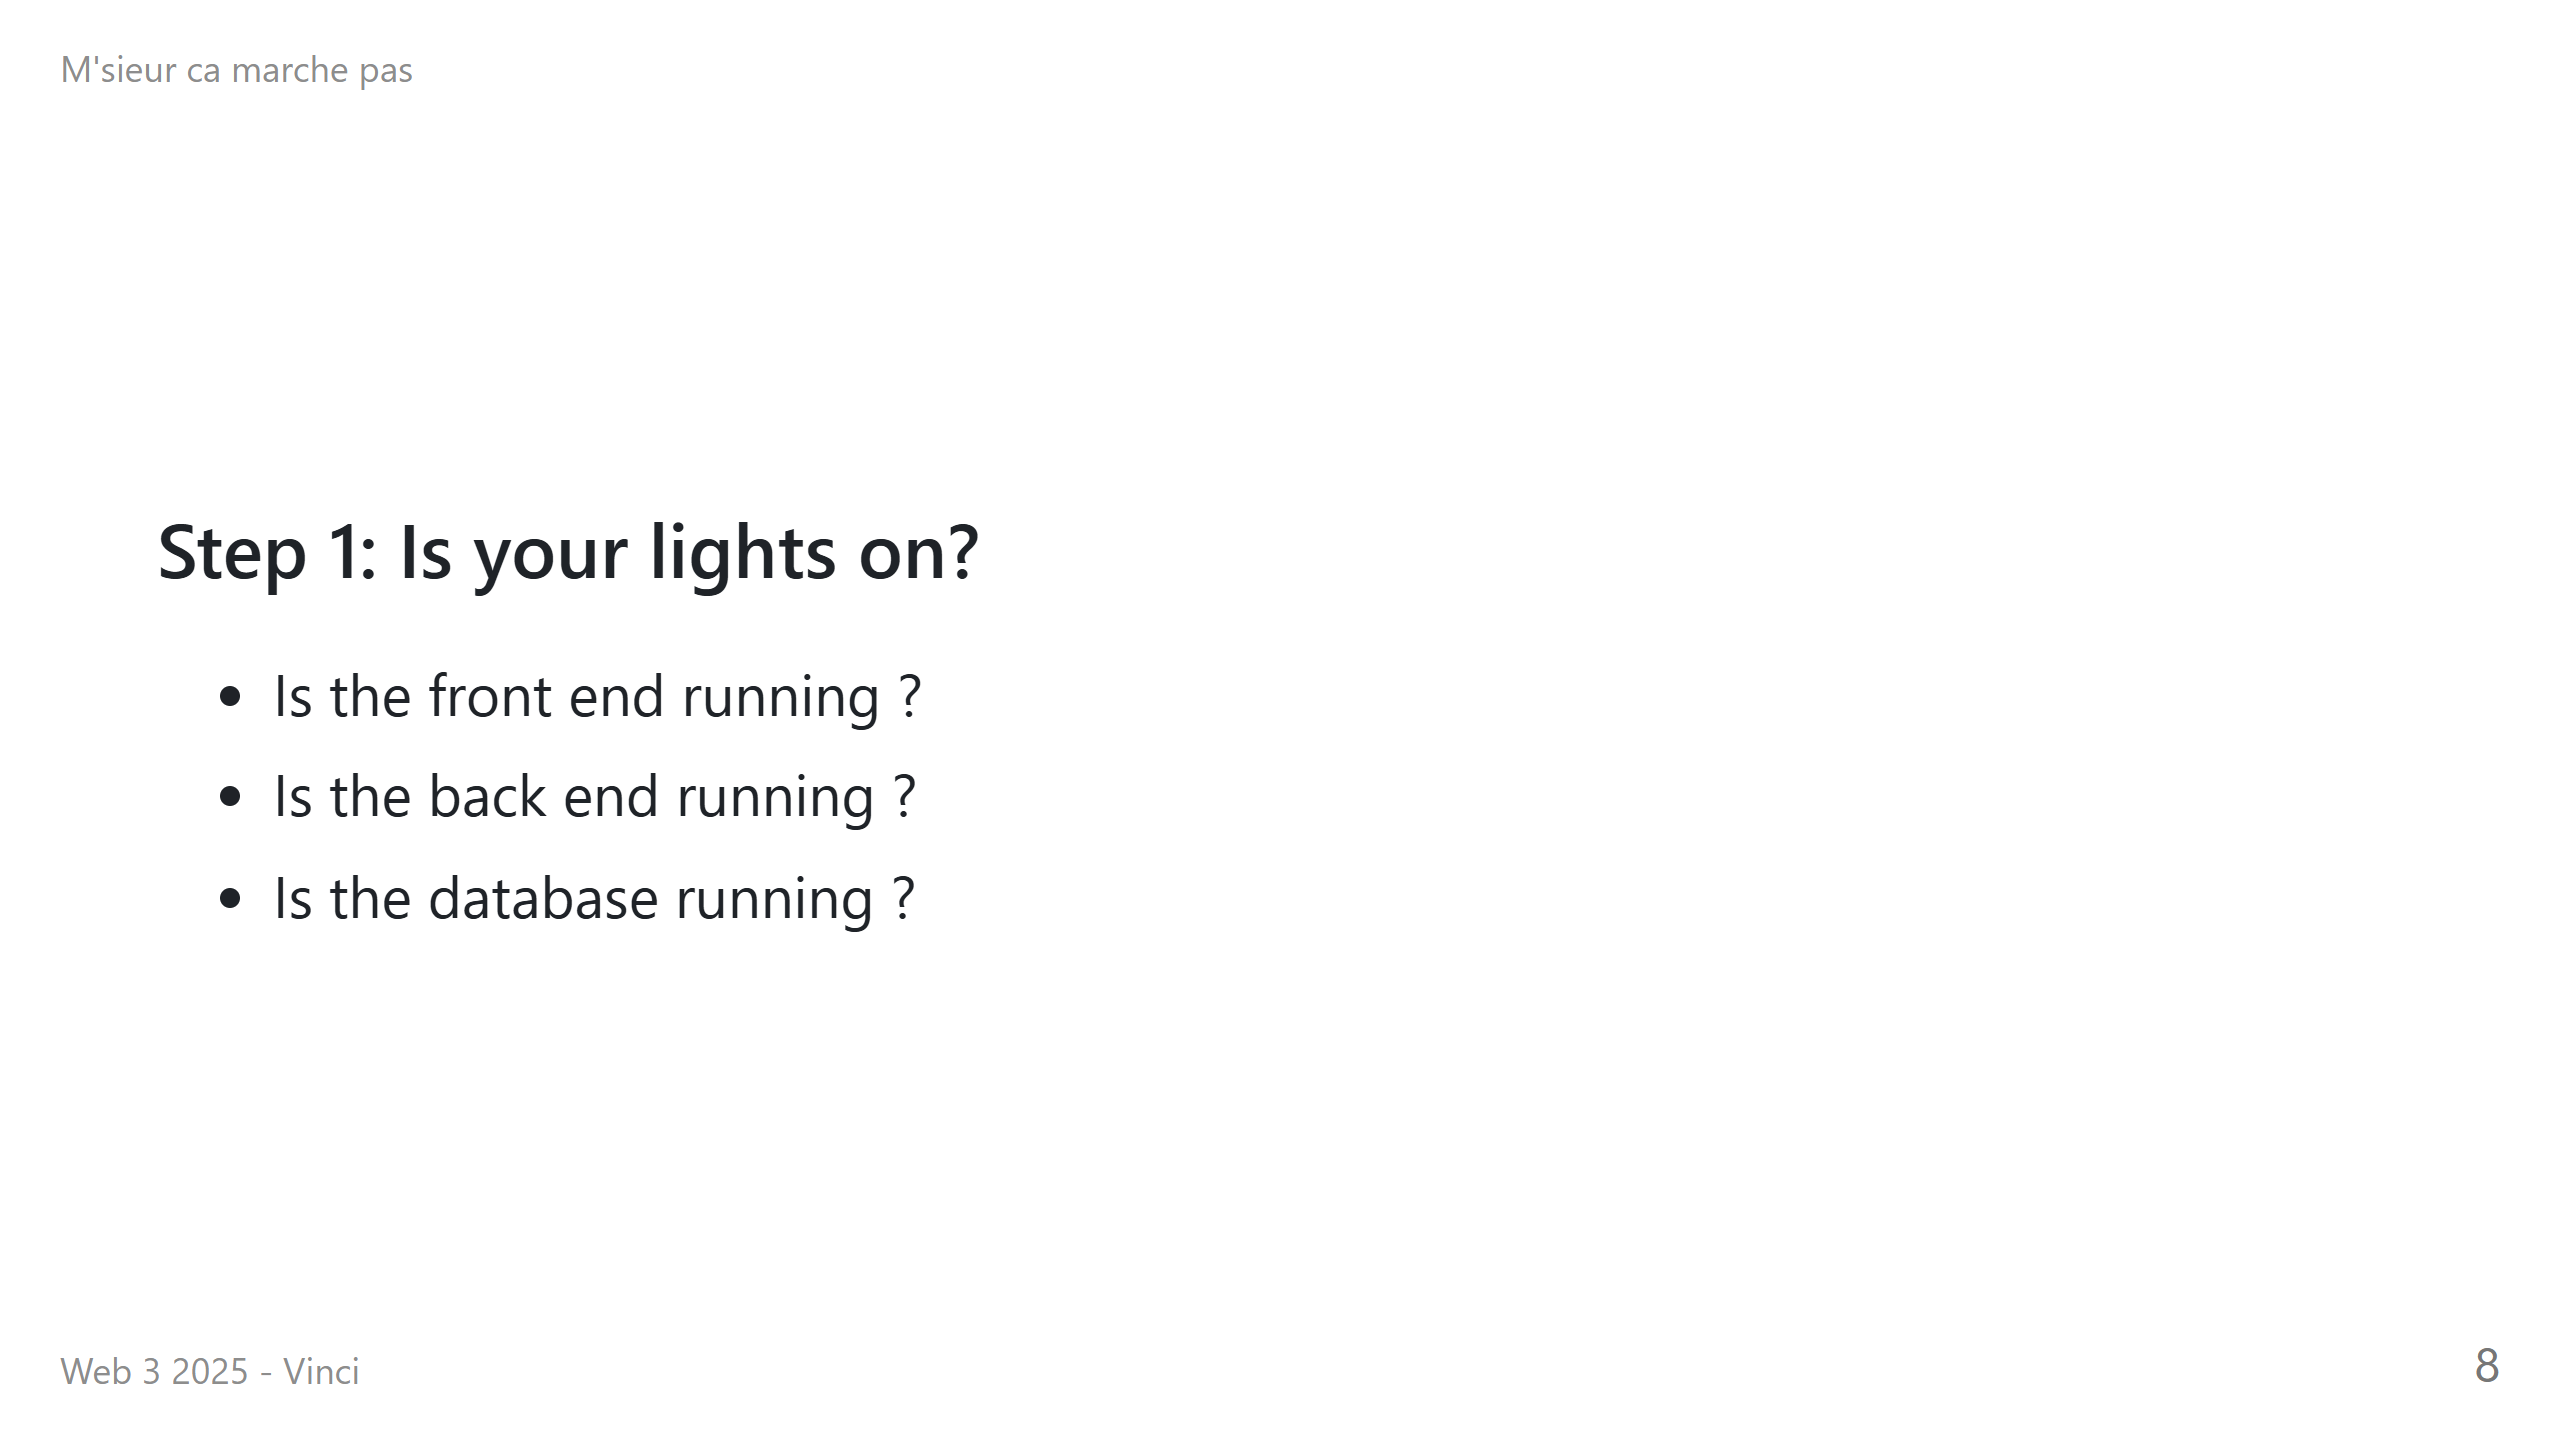 M'sieur ca marche pas
Step 1: Is your lights on?
• Is the front end running ?
• Is the back end running ?
• Is the database running ?
Web 3 2025 - Vinci
8